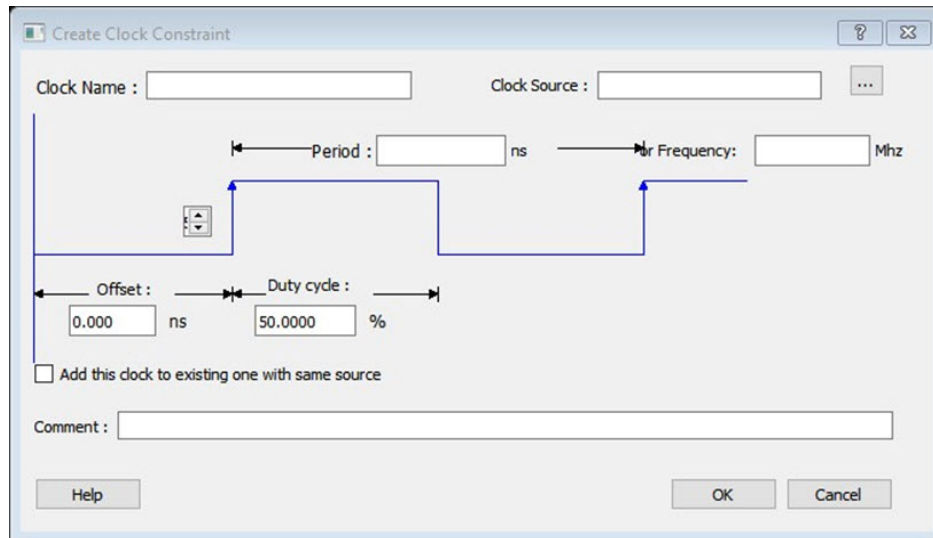 Create Clock Constraint
Clock Name : Clock Source : ...
Period : ns or Frequency: Mhz
Offset : Duty cycle :
0.000 ns 50.0000 %
Add this clock to existing one with same source
Comment :
Help OK Cancel